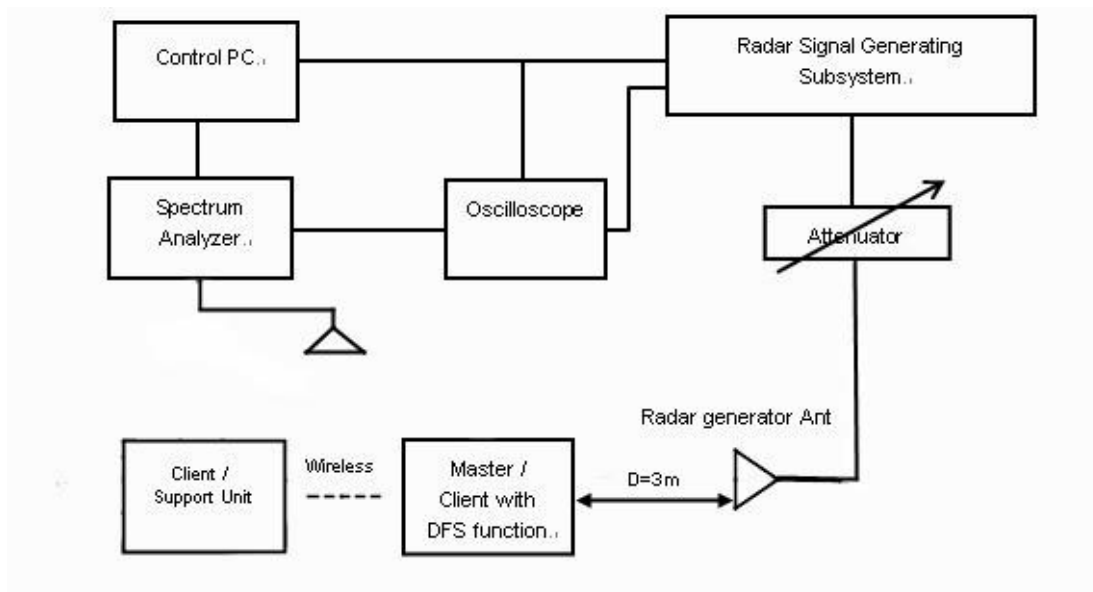 Control PC.
Radar Signal Generating
Subsystem.
Spectrum
Analyzer.
Oscilloscope
Attenuator
Radar generator Ant
Client /
Support Unit
Wireless
Master /
Client with
DFS function.
D=3m